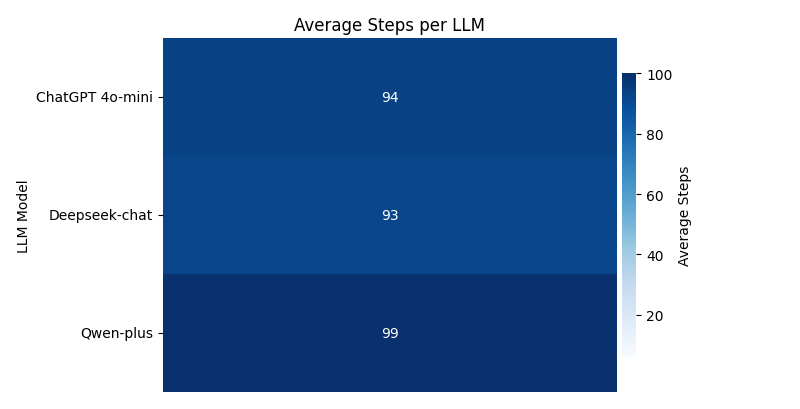 Average Steps per LLM
LLM Model
ChatGPT 4o-mini
94
Deepseek-chat
93
Qwen-plus
99
100
80
60
40
20
Average Steps